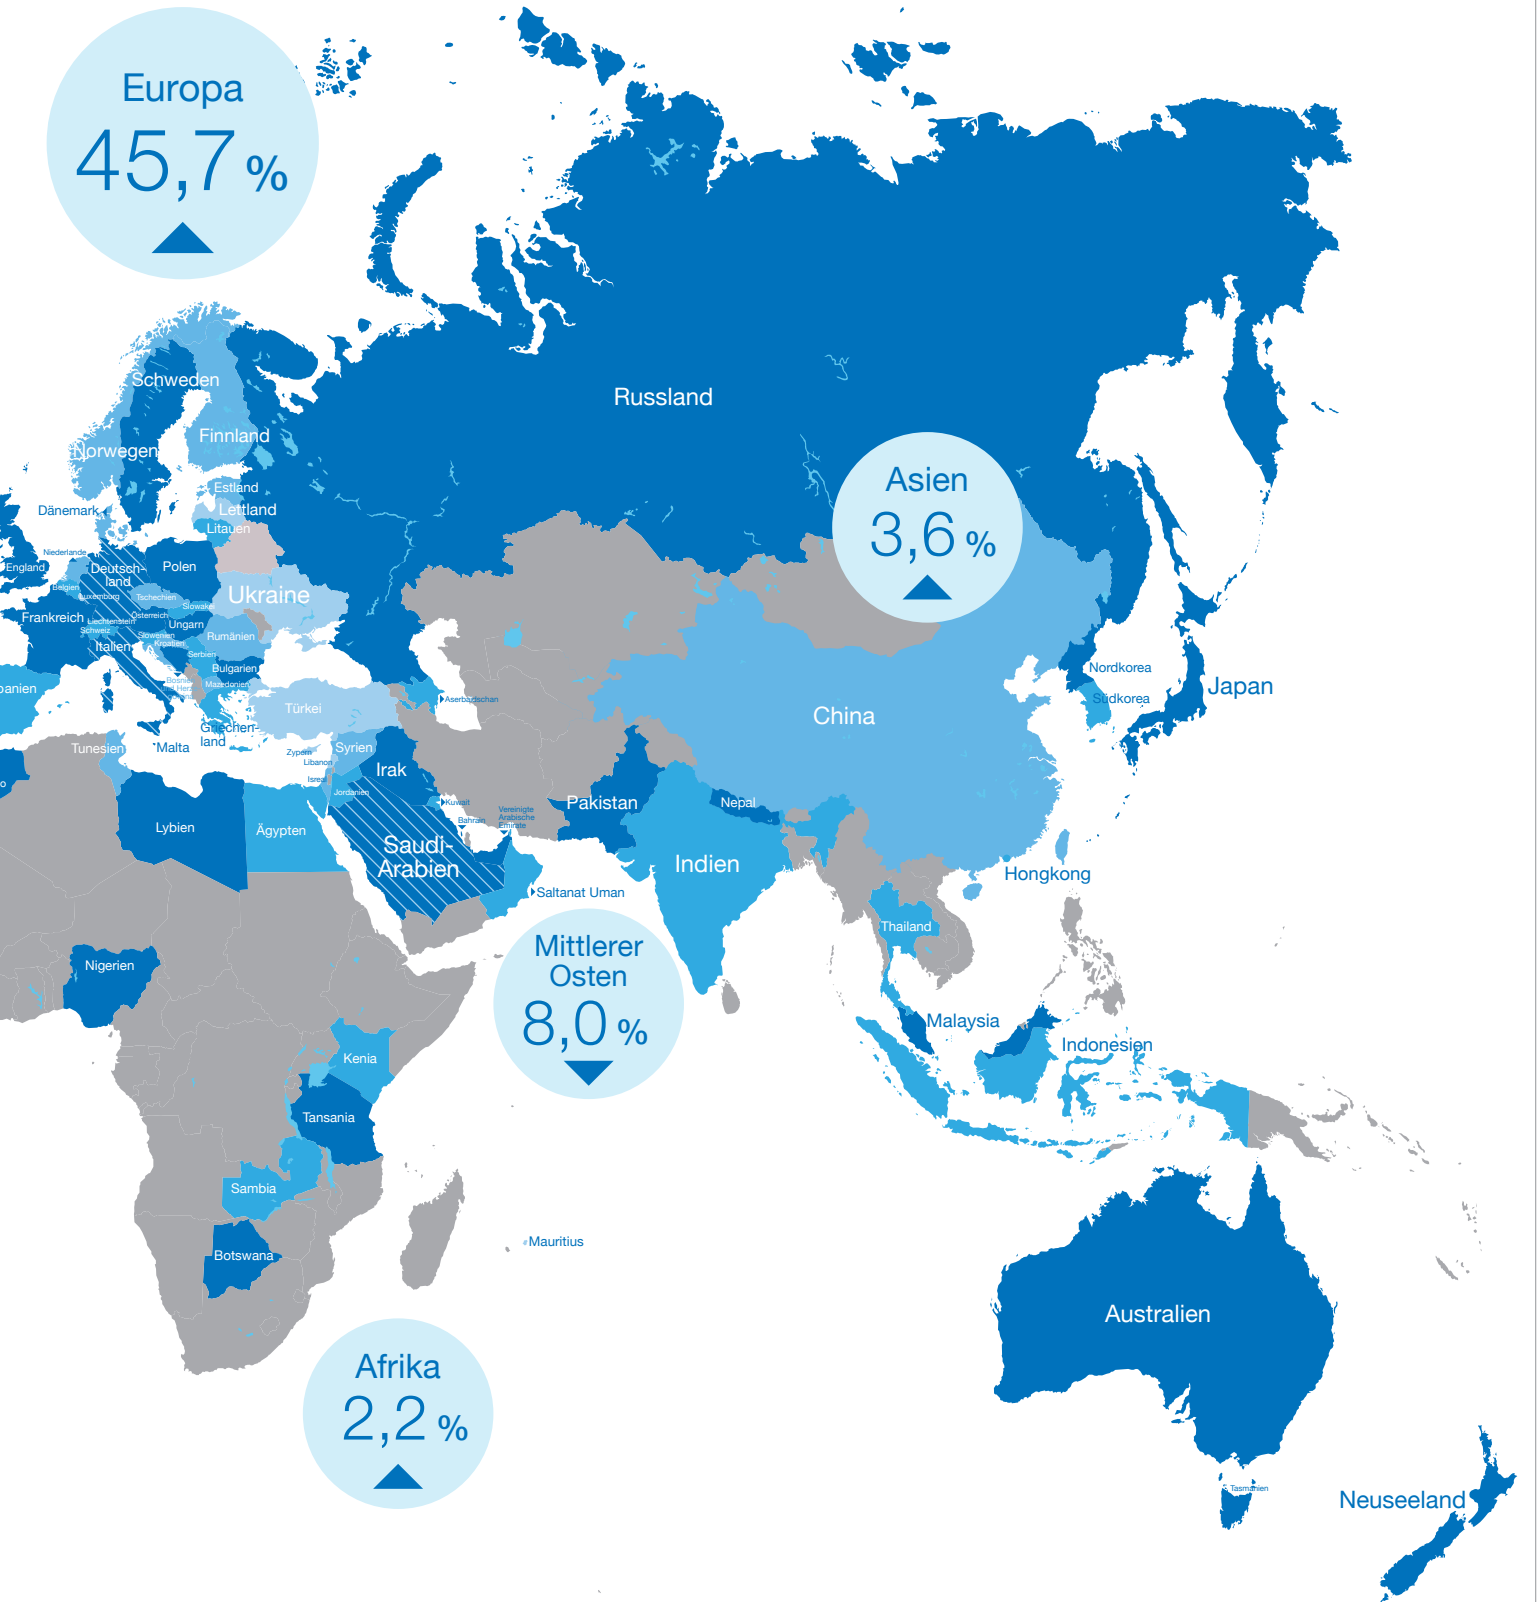 Europa
45,7 %
Schweden
Finnland
Norwegen
Russland
Estland
Lettland
Litauen
Dänemark
Asien
3,6 %
Niederlande
England
Deutsch-
land
Polen
Belgien
Luxemburg
Tschechien
Ukraine
Slowakei
Frankreich
Liechtenstein
Österreich
Ungarn
Schweiz
Slowenien
Rumänien
Italien
Kroatien
Serbien
Bulgarien
Bosnien
Mazedonien
panien
Aserbaidschan
Türkei
Griechen-
land
Nordkorea
Südkorea
Japan
China
Tunesien
Malta
Zypern
Syrien
Libanon
Irak
Isreal
Jordanien
Kuwait
o
Lybien
Ägypten
Bahrain
Vereinigte
Arabische
Emirate
Pakistan
Nepal
Saudi-
Arabien
Indien
Hongkong
Saltanat Uman
Thailand
Nigerien
Mittlerer
Osten
8,0 %
Malaysia
Indonesien
Kenia
Tansania
Sambia
Mauritius
Botswana
Australien
Afrika
2,2 %
Tasmanien
Neuseeland